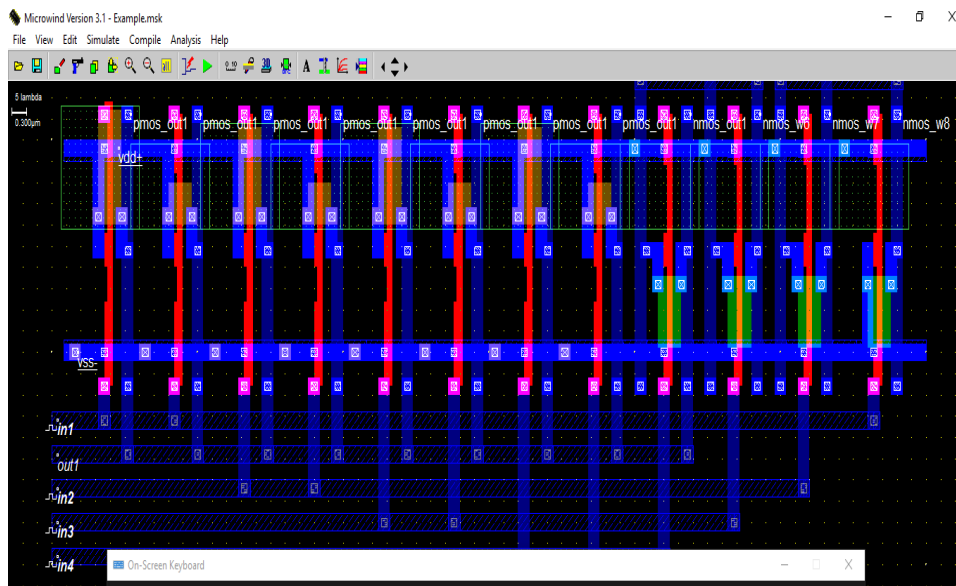 Microwind Version 3.1 - Example.msk
File View Edit Simulate Compile Analysis Help
5 lambda
0.300µm
pmos_out1 pmos_out1 pmos_out1 pmos_out1 pmos_out1 pmos_out1 pmos_out1 pmos_out1 nmos_out1 nmos_w6 nmos_w7 nmos_w8
vdd+
vss-
in1
out1
in2
in3
in4
On-Screen Keyboard